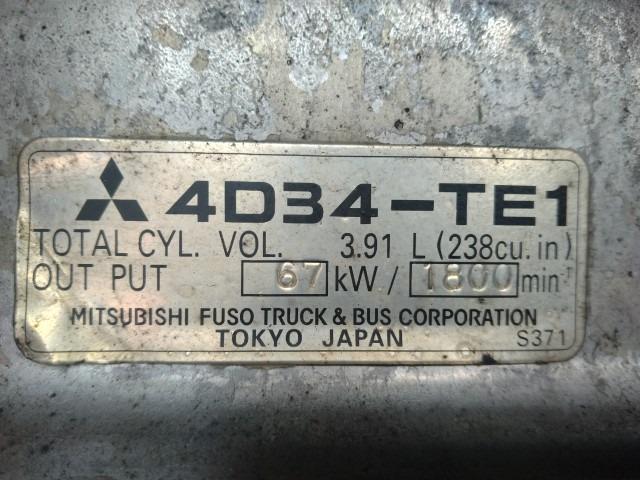 4D34-TE1
TOTAL CYL. VOL. 3.91 L (238cu. in)
OUT PUT 67 kW / 1800 min⁻¹
MITSUBISHI FUSO TRUCK & BUS CORPORATION
TOKYO JAPAN S371